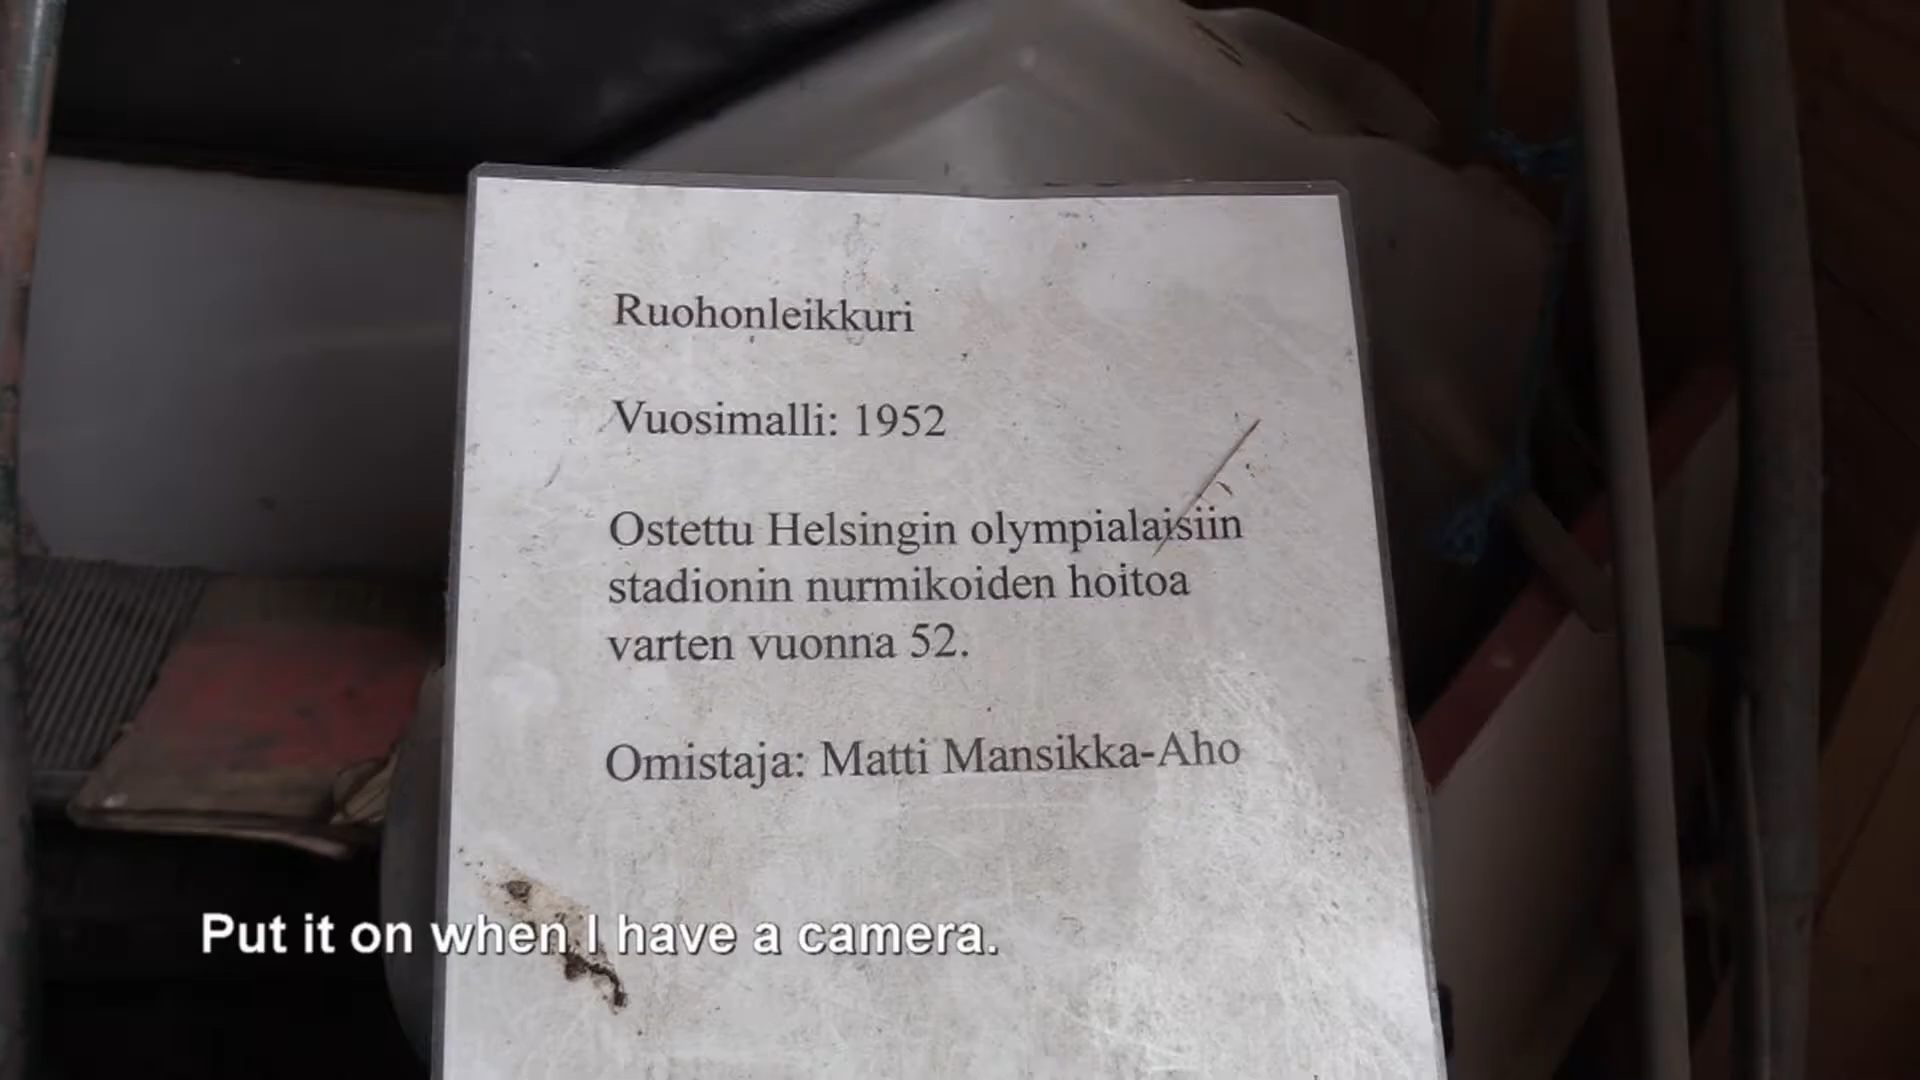 Ruohonleikkuri
Vuosimalli: 1952
Ostettu Helsingin olympialaisiin
stadionin nurmikoiden hoitoa
varten vuonna 52.
Omistaja: Matti Mansikka-Aho
Put it on when I have a camera.